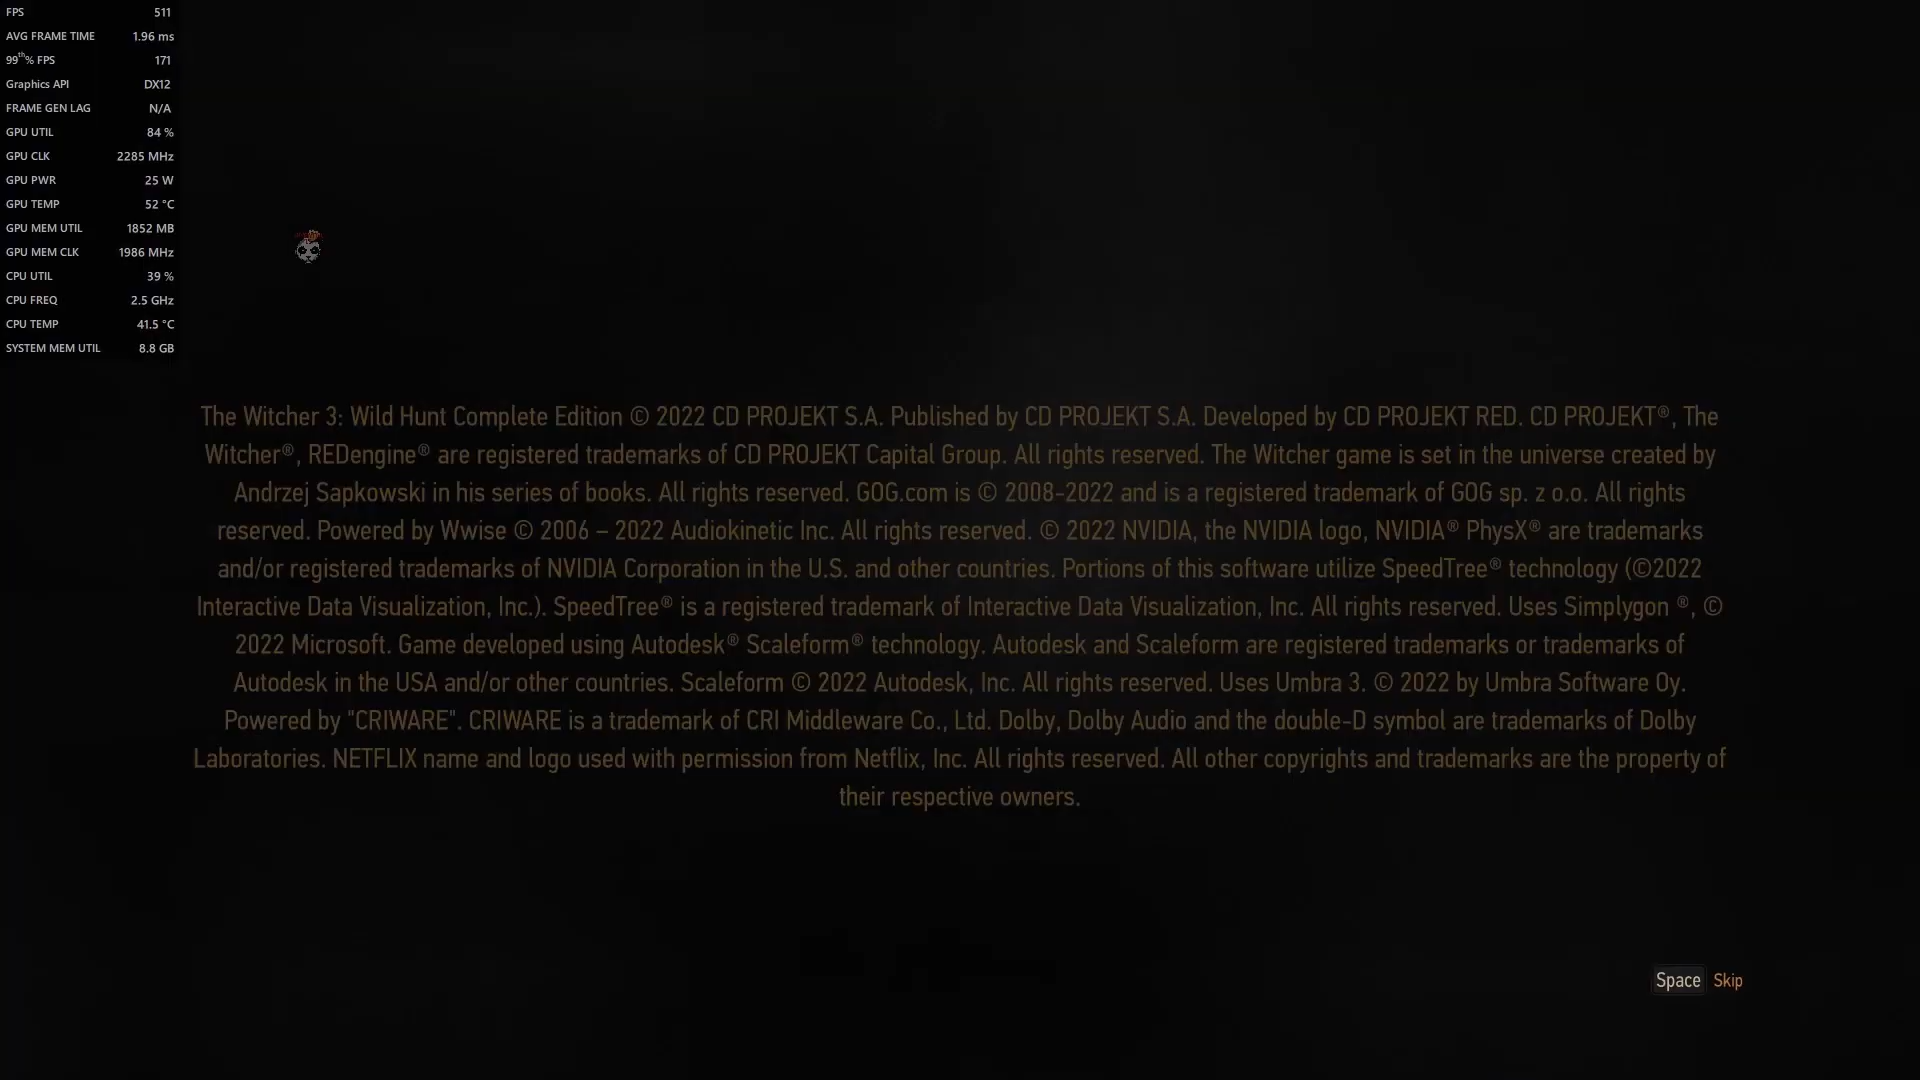 FPS 511
AVG FRAME TIME 1.96 ms
99th% FPS 171
Graphics API DX12
FRAME GEN LAG N/A
GPU UTIL 84 %
GPU CLK 2285 MHz
GPU PWR 25 W
GPU TEMP 52 °C
GPU MEM UTIL 1852 MB
GPU MEM CLK 1986 MHz
CPU UTIL 39 %
CPU FREQ 2.5 GHz
CPU TEMP 41.5 °C
SYSTEM MEM UTIL 8.8 GB
The Witcher 3: Wild Hunt Complete Edition © 2022 CD PROJEKT S.A. Published by CD PROJEKT S.A. Developed by CD PROJEKT RED. CD PROJEKT®, The
Witcher®, REDengine® are registered trademarks of CD PROJEKT Capital Group. All rights reserved. The Witcher game is set in the universe created by
Andrzej Sapkowski in his series of books. All rights reserved. GOG.com is © 2008-2022 and is a registered trademark of GOG sp. z o.o. All rights
reserved. Powered by Wwise © 2006 – 2022 Audiokinetic Inc. All rights reserved. © 2022 NVIDIA, the NVIDIA logo, NVIDIA® PhysX® are trademarks
and/or registered trademarks of NVIDIA Corporation in the U.S. and other countries. Portions of this software utilize SpeedTree® technology (©2022
Interactive Data Visualization, Inc.). SpeedTree® is a registered trademark of Interactive Data Visualization, Inc. All rights reserved. Uses Simplygon ®, ©
2022 Microsoft. Game developed using Autodesk® Scaleform® technology. Autodesk and Scaleform are registered trademarks or trademarks of
Autodesk in the USA and/or other countries. Scaleform © 2022 Autodesk, Inc. All rights reserved. Uses Umbra 3. © 2022 by Umbra Software Oy.
Powered by "CRIWARE". CRIWARE is a trademark of CRI Middleware Co., Ltd. Dolby, Dolby Audio and the double-D symbol are trademarks of Dolby
Laboratories. NETFLIX name and logo used with permission from Netflix, Inc. All rights reserved. All other copyrights and trademarks are the property of
their respective owners.
Space Skip